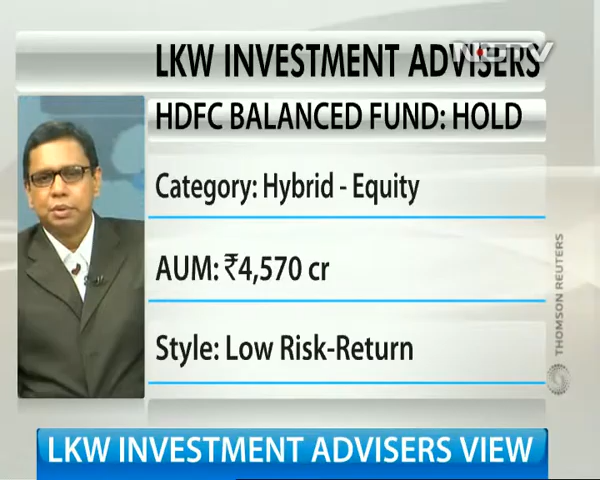 LKW INVESTMENT ADVISERS
NDTV
HDFC BALANCED FUND: HOLD
Category: Hybrid - Equity
AUM: ₹4,570 cr
Style: Low Risk-Return
THOMSON REUTERS
LKW INVESTMENT ADVISERS VIEW